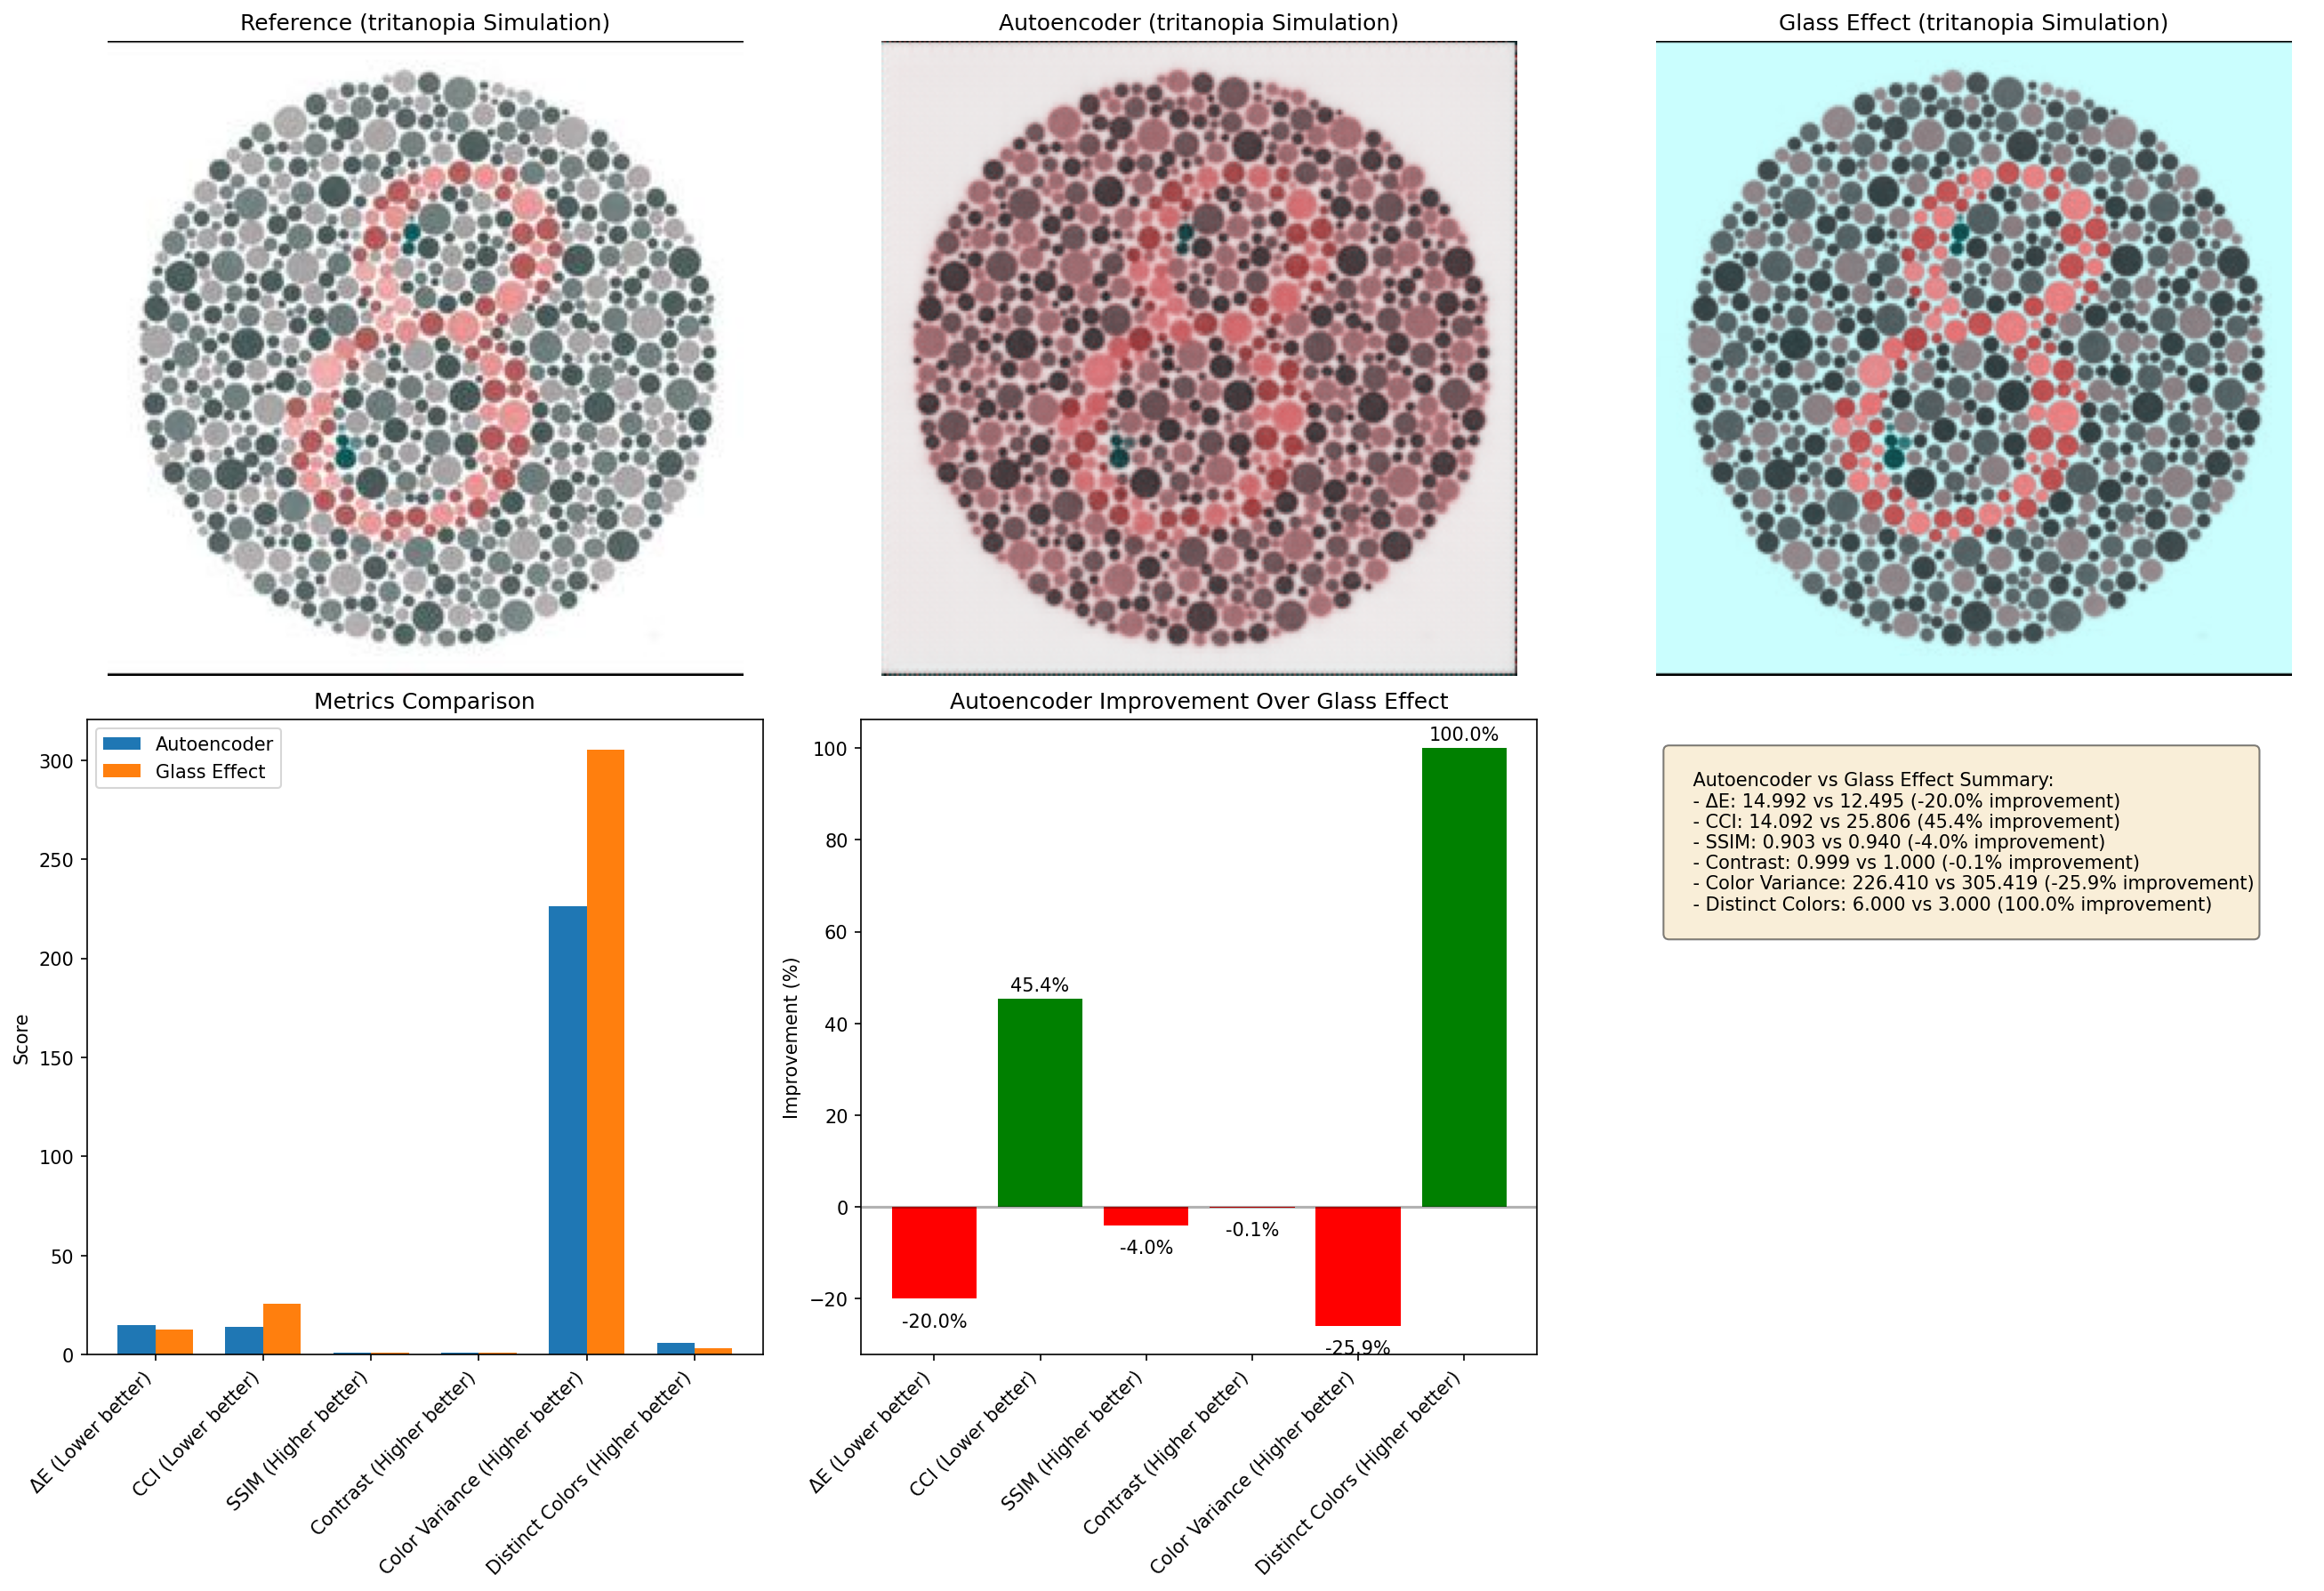 Reference (tritanopia Simulation)
Autoencoder (tritanopia Simulation)
Glass Effect (tritanopia Simulation)
Metrics Comparison
Autoencoder
Glass Effect
Score
300
250
200
150
100
50
0
ΔE (Lower better)
CCI (Lower better)
SSIM (Higher better)
Contrast (Higher better)
Color Variance (Higher better)
Distinct Colors (Higher better)
Autoencoder Improvement Over Glass Effect
Improvement (%)
100
80
60
40
20
0
−20
-20.0%
45.4%
-4.0%
-0.1%
-25.9%
100.0%
ΔE (Lower better)
CCI (Lower better)
SSIM (Higher better)
Contrast (Higher better)
Color Variance (Higher better)
Distinct Colors (Higher better)
Autoencoder vs Glass Effect Summary:
- ΔE: 14.992 vs 12.495 (-20.0% improvement)
- CCI: 14.092 vs 25.806 (45.4% improvement)
- SSIM: 0.903 vs 0.940 (-4.0% improvement)
- Contrast: 0.999 vs 1.000 (-0.1% improvement)
- Color Variance: 226.410 vs 305.419 (-25.9% improvement)
- Distinct Colors: 6.000 vs 3.000 (100.0% improvement)